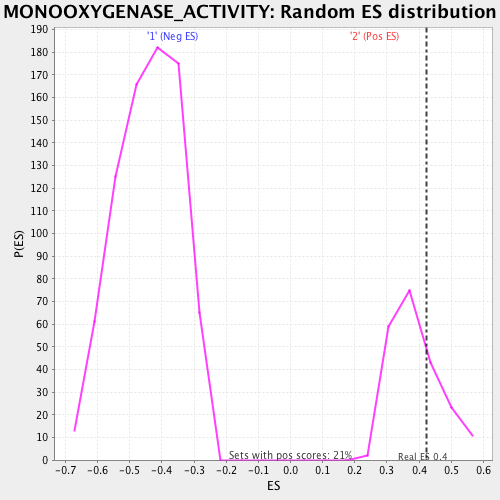 MONOOXYGENASE_ACTIVITY: Random ES distribution
'1' (Neg ES)
'2' (Pos ES)
190
180
170
160
150
140
130
120
110
100
90
80
70
60
50
40
30
20
10
0
P(ES)
Sets with pos scores: 21%
Real ES 0.4
-0.7 -0.6 -0.5 -0.4 -0.3 -0.2 -0.1 0.0 0.1 0.2 0.3 0.4 0.5 0.6
ES